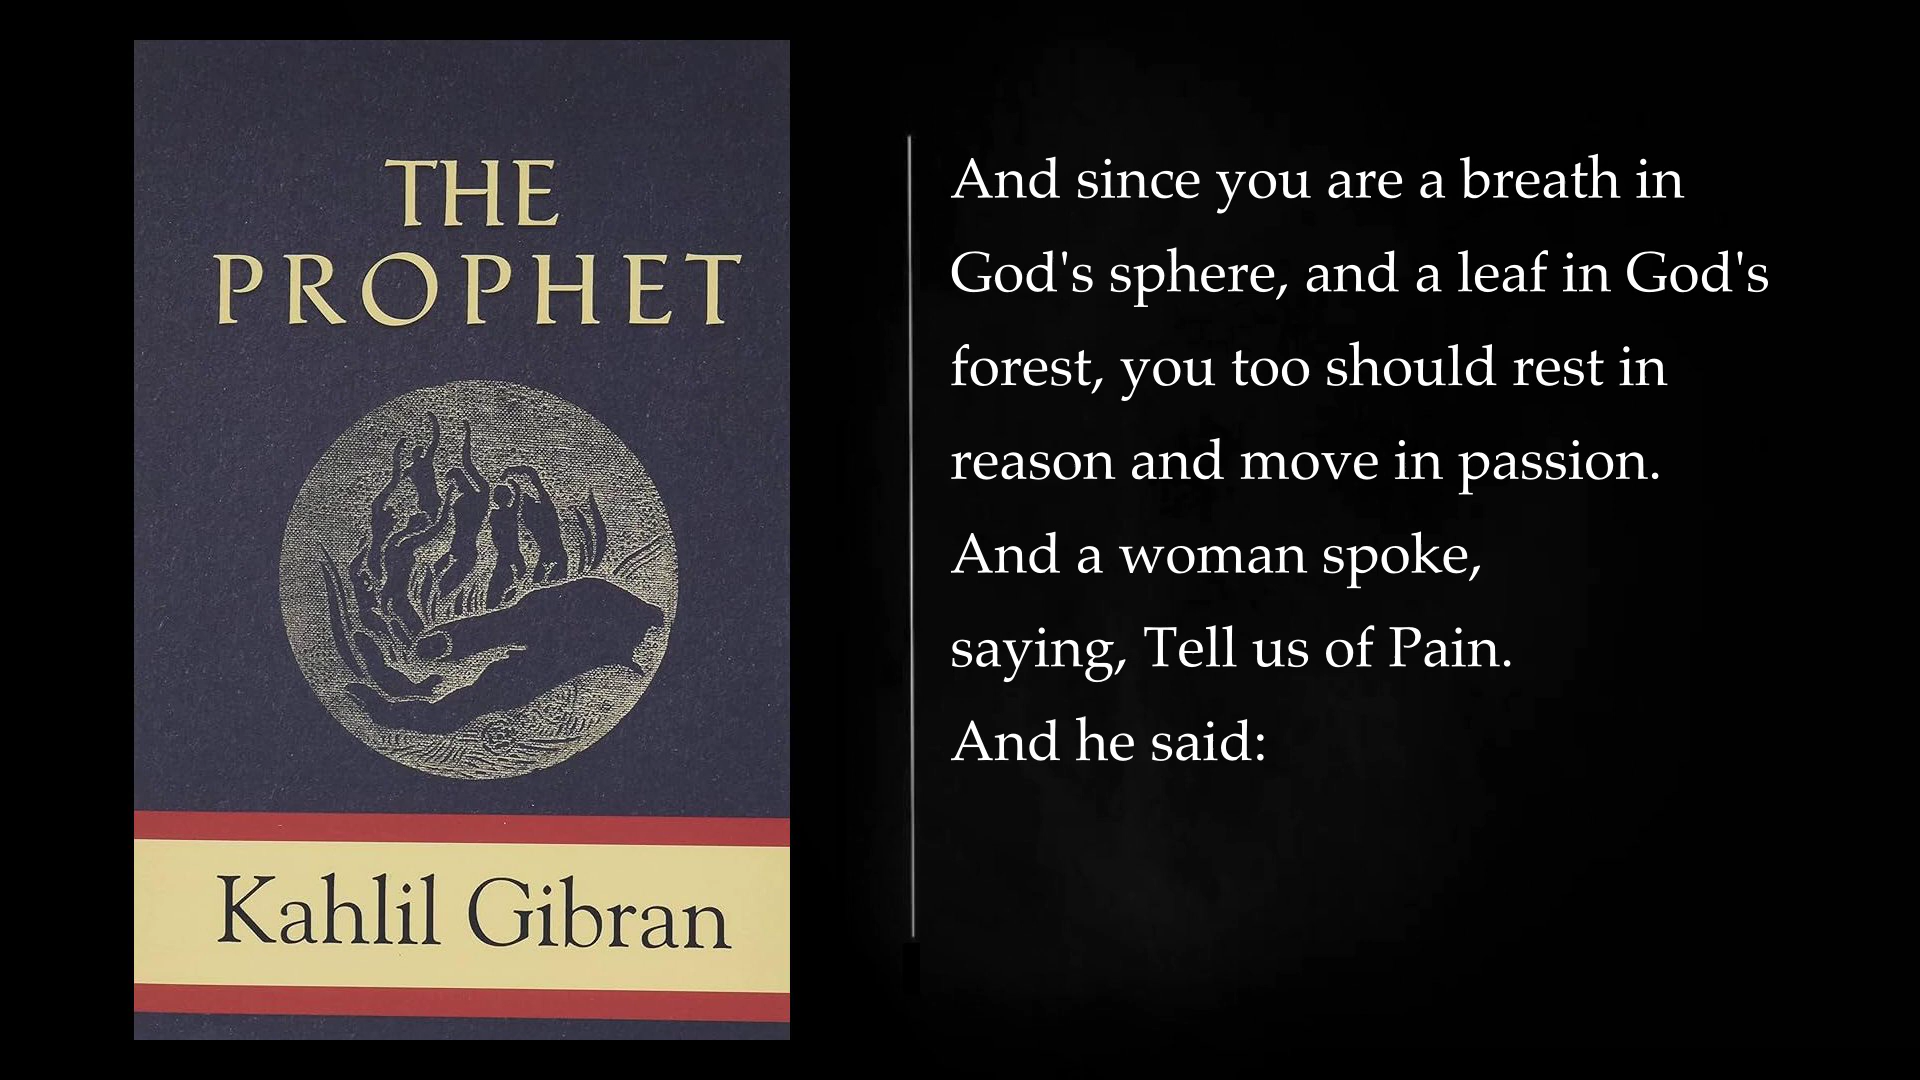 THE
PROPHET
Kahlil Gibran
And since you are a breath in
God's sphere, and a leaf in God's
forest, you too should rest in
reason and move in passion.
And a woman spoke,
saying, Tell us of Pain.
And he said: